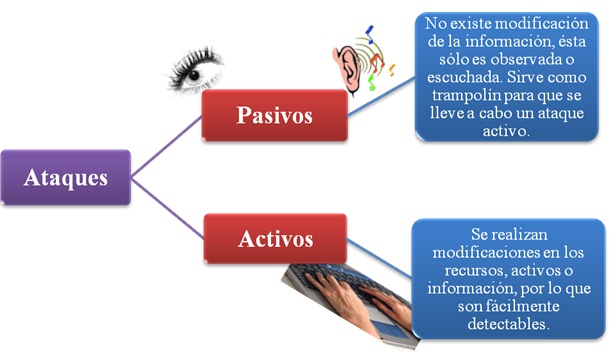 No existe modificación
de la información, ésta
sólo es observada o
escuchada. Sirve como
trampolín para que se
lleve a cabo un ataque
activo.
Pasivos
Ataques
Activos
Se realizan
modificaciones en los
recursos, activos o
información, por lo que
son fácilmente
detectables.